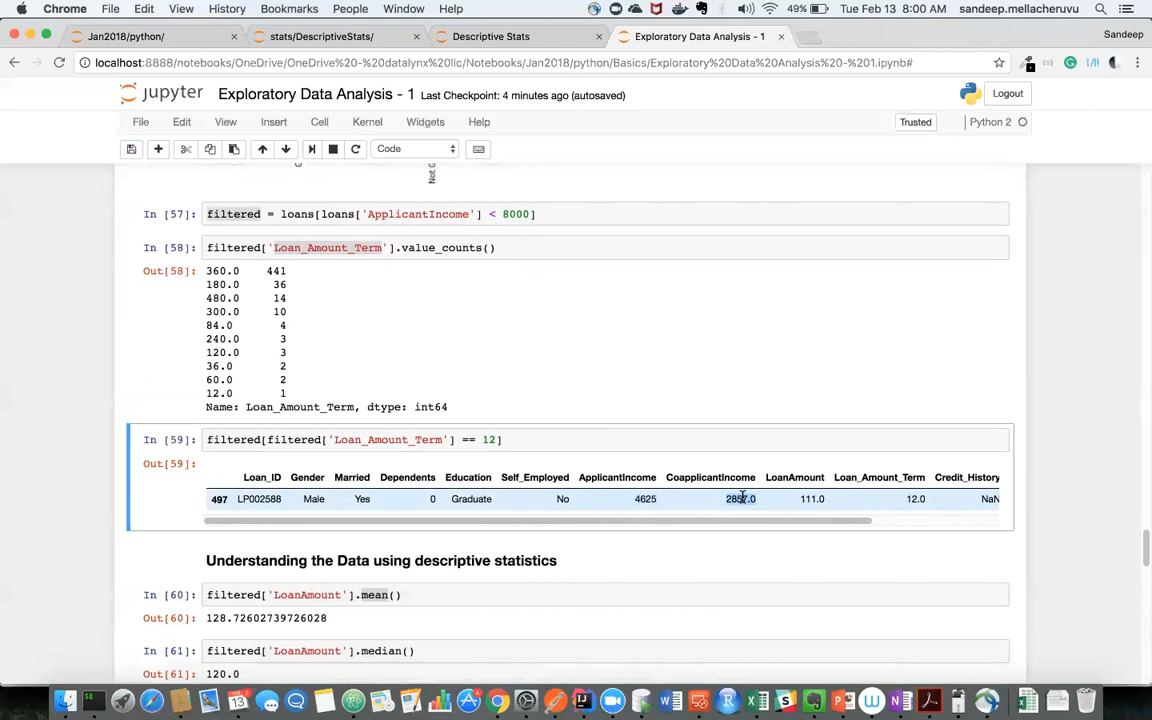 Chrome File Edit View History Bookmarks People Window Help 49% Tue Feb 13 8:00 AM sandeep.mellacheruvu
Jan2018/python/ stats/DescriptiveStats/ Descriptive Stats Exploratory Data Analysis - 1 Sandeep
localhost:8888/notebooks/OneDrive/OneDrive%20-%20datalynx%20llc/Notebooks/Jan2018/python/Basics/Exploratory%20Data%20Analysis%20-%201.ipynb#
jupyter Exploratory Data Analysis - 1 Last Checkpoint: 4 minutes ago (autosaved) Logout
File Edit View Insert Cell Kernel Widgets Help Trusted Python 2
Code
In [57]: filtered = loans[loans['ApplicantIncome'] < 8000]
In [58]: filtered['Loan_Amount_Term'].value_counts()
Out[58]: 360.0 441
180.0 36
480.0 14
300.0 10
84.0 4
240.0 3
120.0 3
36.0 2
60.0 2
12.0 1
Name: Loan_Amount_Term, dtype: int64
In [59]: filtered[filtered['Loan_Amount_Term'] == 12]
Out[59]:
Loan_ID Gender Married Dependents Education Self_Employed ApplicantIncome CoapplicantIncome LoanAmount Loan_Amount_Term Credit_History
497 LP002588 Male Yes 0 Graduate No 4625 2857.0 111.0 12.0 NaN
Understanding the Data using descriptive statistics
In [60]: filtered['LoanAmount'].mean()
Out[60]: 128.72602739726028
In [61]: filtered['LoanAmount'].median()
Out[61]: 120.0